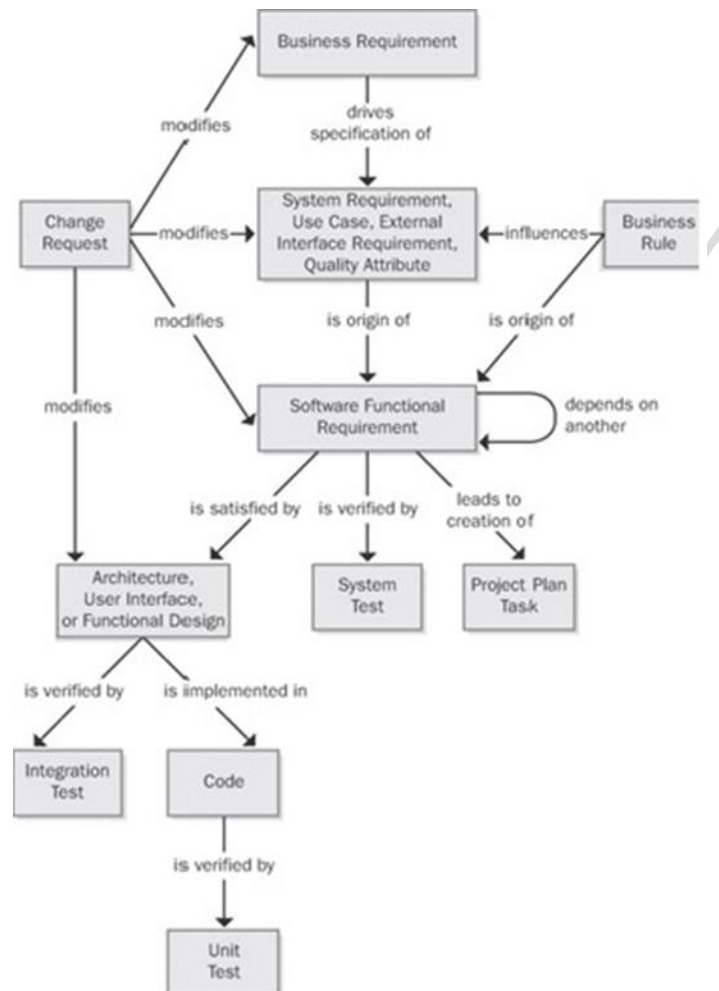 Business Requirement
drives
specification of
modifies
System Requirement,
Use Case, External
Interface Requirement,
Quality Attribute
Change
Request
modifies
influences
Business
Rule
modifies
is origin of
is origin of
modifies
Software Functional
Requirement
depends on
another
is satisfied by
is verified by
leads to
creation of
Architecture,
User Interface,
or Functional Design
System
Test
Project Plan
Task
is verified by
is implemented in
Integration
Test
Code
is verified by
Unit
Test